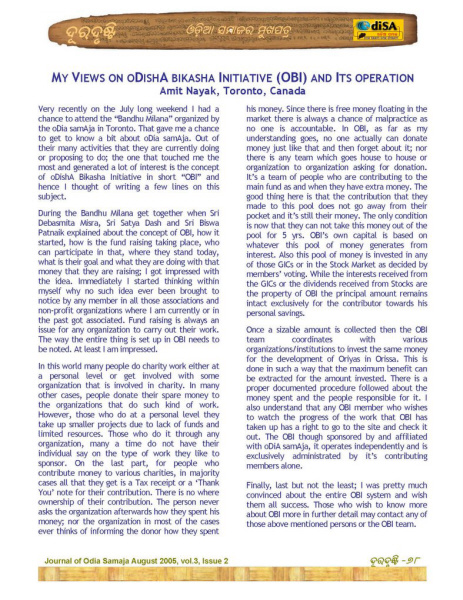 ଦୂରଦୃଷ୍ଟି
ଓଡ଼ିଆ ସମାଜର ମୁଖପତ୍ର
odiSA
MY VIEWS ON ODISHA BIKASHA INITIATIVE (OBI) AND ITS OPERATION
Amit Nayak, Toronto, Canada
Very recently on the July long weekend I had a
chance to attend the “Bandhu Milana” organized by
the oDia samAja in Toronto. That gave me a chance
to get to know a bit about oDia samAja. Out of
their many activities that they are currently doing
or proposing to do; the one that touched me the
most and generated a lot of interest is the concept
of oDishA Bikasha Initiative in short “OBI” and
hence I thought of writing a few lines on this
subject.
During the Bandhu Milana get together when Sri
Debasmita Misra, Sri Satya Dash and Sri Biswa
Patnaik explained about the concept of OBI, how it
started, how is the fund raising taking place, who
can participate in that, where they stand today,
what is their goal and what they are doing with that
money that they are raising; I got impressed with
the idea. Immediately I started thinking within
myself why no such idea ever been brought to
notice by any member in all those associations and
non-profit organizations where I am currently or in
the past got associated. Fund raising is always an
issue for any organization to carry out their work.
The way the entire thing is set up in OBI needs to
be noted. At least I am impressed.
In this world many people do charity work either at
a personal level or get involved with some
organization that is involved in charity. In many
other cases, people donate their spare money to
the organizations that do such kind of work.
However, those who do at a personal level they
take up smaller projects due to lack of funds and
limited resources. Those who do it through any
organization, many a time do not have their
individual say on the type of work they like to
sponsor. On the last part, for people who
contribute money to various charities, in majority
cases all that they get is a Tax receipt or a ‘Thank
You’ note for their contribution. There is no where
ownership of their contribution. The person never
asks the organization afterwards how they spent his
money; nor the organization in most of the cases
ever thinks of informing the donor how they spent
his money. Since there is free money floating in the
market there is always a chance of malpractice as
no one is accountable. In OBI, as far as my
understanding goes, no one actually can donate
money just like that and then forget about it; nor
there is any team which goes house to house or
organization to organization asking for donation.
It’s a team of people who are contributing to the
main fund as and when they have extra money. The
good thing here is that the contribution that they
made to this pool does not go away from their
pocket and it’s still their money. The only condition
is now that they can not take this money out of the
pool for 5 yrs. OBI’s own capital is based on
whatever this pool of money generates from
interest. Also this pool of money is invested in any
of those GICs or in the Stock Market as decided by
members’ voting. While the interests received from
the GICs or the dividends received from Stocks are
the property of OBI the principal amount remains
intact exclusively for the contributor towards his
personal savings.
Once a sizable amount is collected then the OBI
team coordinates with various
organizations/institutions to invest the same money
for the development of Oriyas in Orissa. This is
done in such a way that the maximum benefit can
be extracted for the amount invested. There is a
proper documented procedure followed about the
money spent and the people responsible for it. I
also understand that any OBI member who wishes
to watch the progress of the work that OBI has
taken up has a right to go to the site and check it
out. The OBI though sponsored by and affiliated
with oDiA samAja, it operates independently and is
exclusively administrated by it’s contributing
members alone.
Finally, last but not the least; I was pretty much
convinced about the entire OBI system and wish
them all success. Those who wish to know more
about OBI more in further detail may contact any of
those above mentioned persons or the OBI team.
Journal of Odia Samaja August 2005, vol.3, Issue 2
ଦୂରଦୃଷ୍ଟି -୨୮